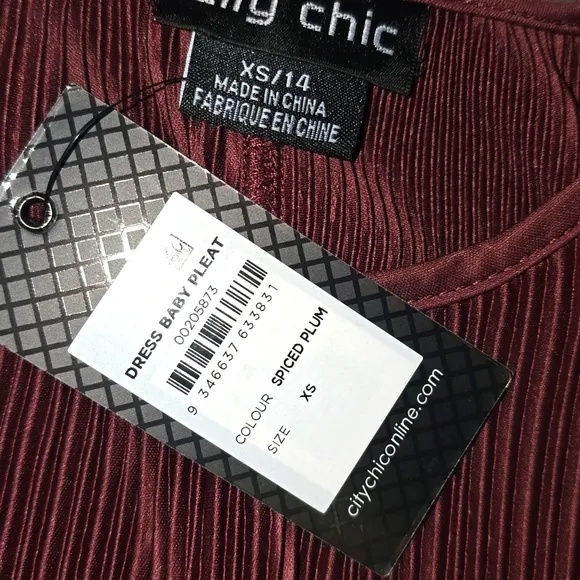 city chic
XS/14
MADE IN CHINA
FABRIQUE EN CHINE
DRESS BABY PLEAT
00205873
9 346637 633831
COLOUR SPICED PLUM
SIZE XS
citychiconline.com